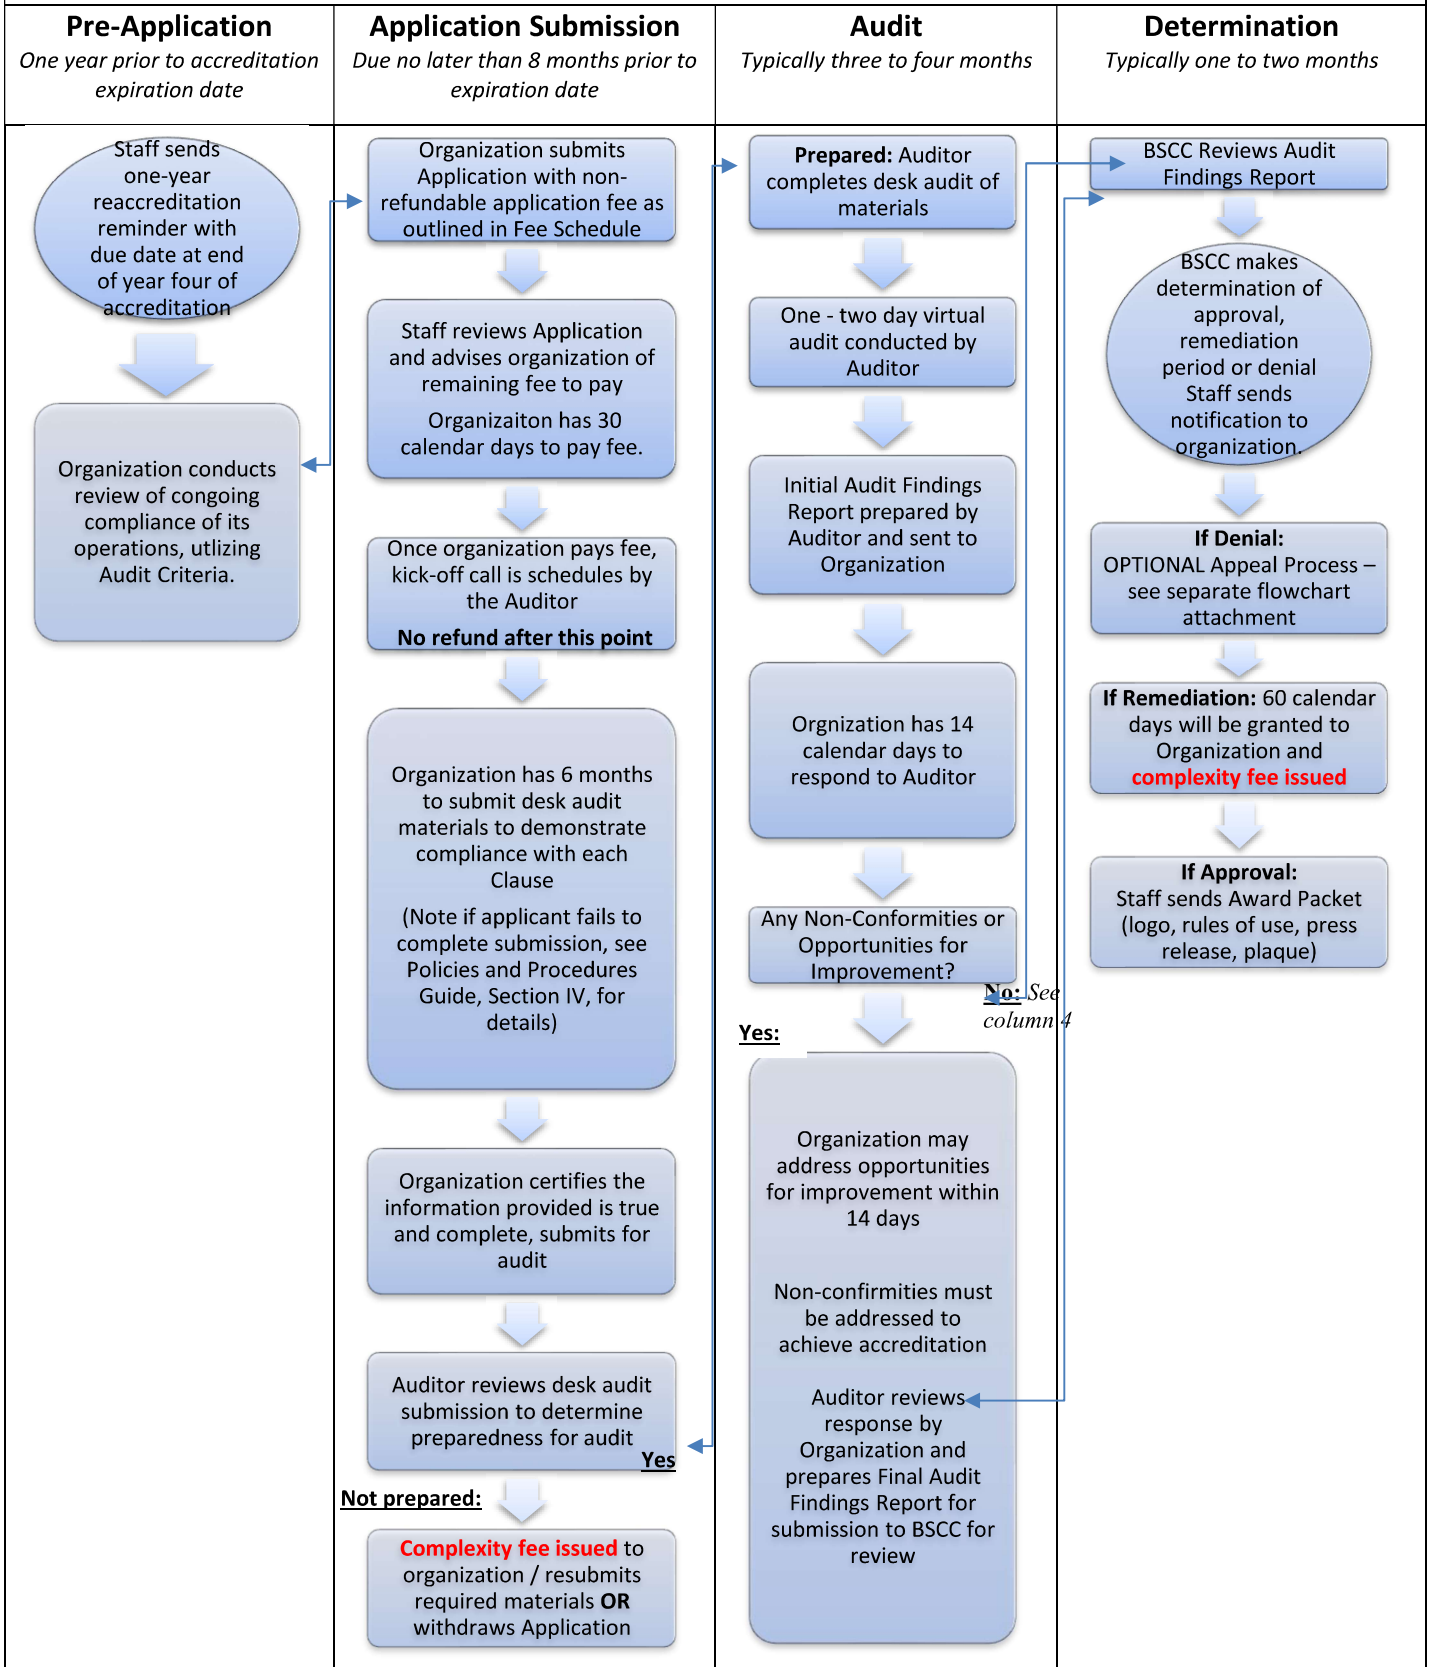 Pre-Application
One year prior to accreditation
expiration date
Application Submission
Due no later than 8 months prior to
expiration date
Audit
Typically three to four months
Determination
Typically one to two months
Staff sends
one-year
reaccreditation
reminder with
due date at end
of year four of
accreditation
Organization conducts
review of congoing
compliance of its
operations, utlizing
Audit Criteria.
Organization submits
Application with non-
refundable application fee as
outlined in Fee Schedule
Staff reviews Application
and advises organization of
remaining fee to pay
Organizaiton has 30
calendar days to pay fee.
Once organization pays fee,
kick-off call is schedules by
the Auditor
No refund after this point
Organization has 6 months
to submit desk audit
materials to demonstrate
compliance with each
Clause
(Note if applicant fails to
complete submission, see
Policies and Procedures
Guide, Section IV, for
details)
Organization certifies the
information provided is true
and complete, submits for
audit
Auditor reviews desk audit
submission to determine
preparedness for audit
Yes
Not prepared:
Complexity fee issued to
organization / resubmits
required materials OR
withdraws Application
Prepared: Auditor
completes desk audit of
materials
One - two day virtual
audit conducted by
Auditor
Initial Audit Findings
Report prepared by
Auditor and sent to
Organization
Orgnization has 14
calendar days to
respond to Auditor
Any Non-Conformities or
Opportunities for
Improvement?
No: See
column 4
Yes:
Organization may
address opportunities
for improvement within
14 days
Non-confirmities must
be addressed to
achieve accreditation
Auditor reviews
response by
Organization and
prepares Final Audit
Findings Report for
submission to BSCC for
review
BSCC Reviews Audit
Findings Report
BSCC makes
determination of
approval,
remediation
period or denial
Staff sends
notification to
organization.
If Denial:
OPTIONAL Appeal Process –
see separate flowchart
attachment
If Remediation: 60 calendar
days will be granted to
Organization and
complexity fee issued
If Approval:
Staff sends Award Packet
(logo, rules of use, press
release, plaque)